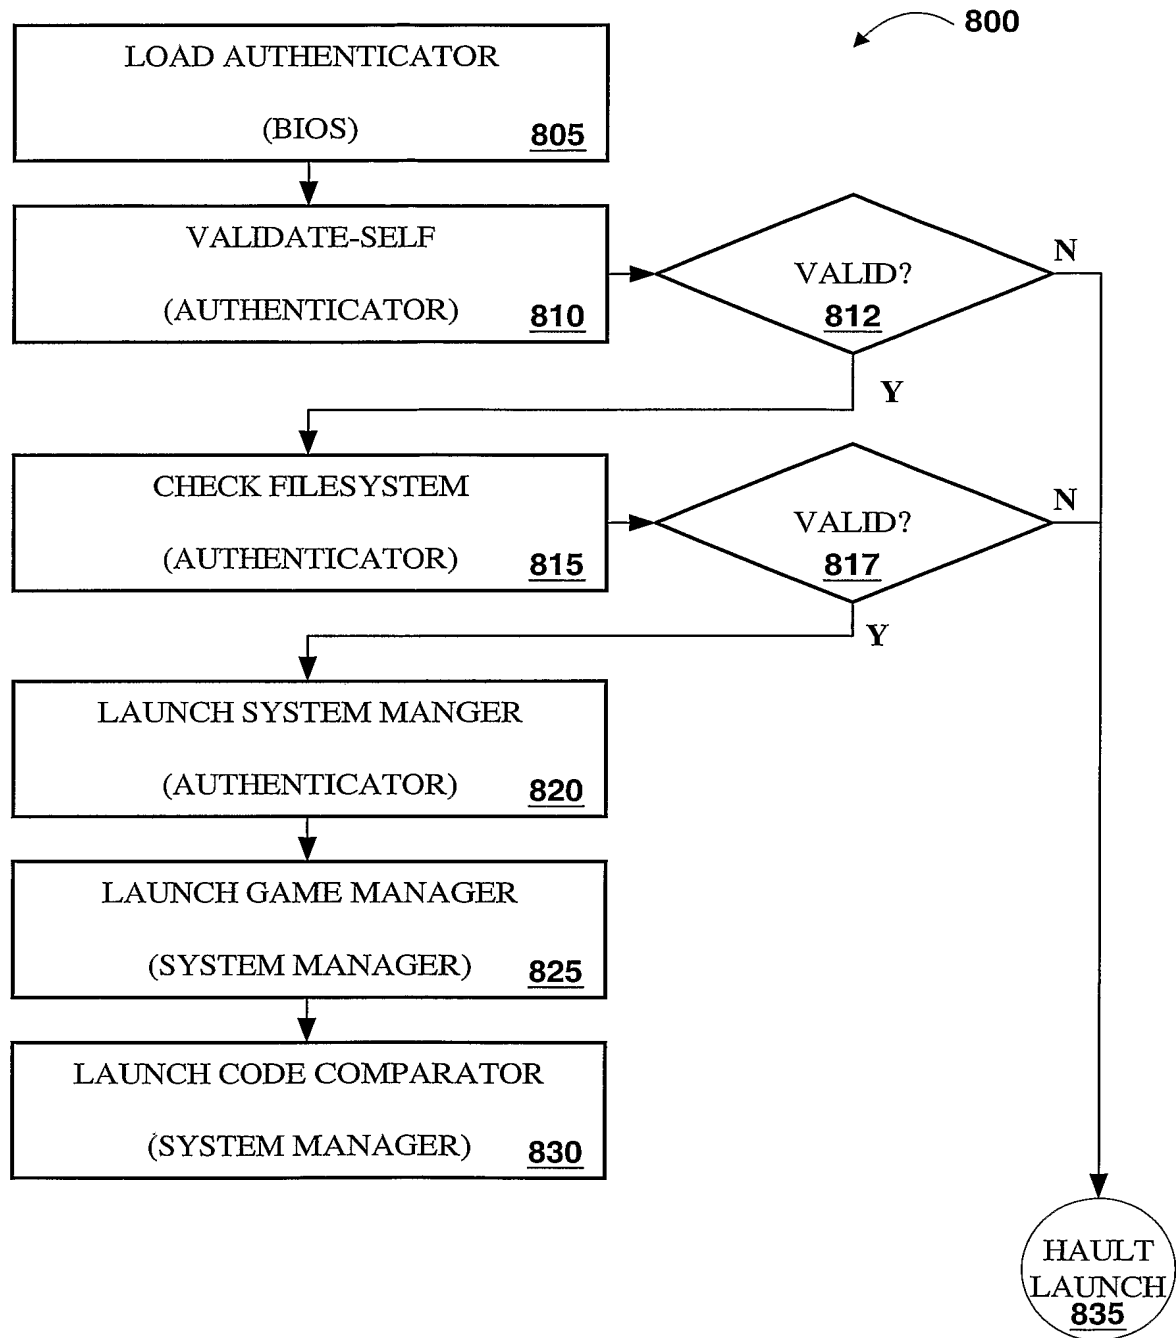 800
LOAD AUTHENTICATOR
(BIOS)
805
VALIDATE-SELF
(AUTHENTICATOR)
810
VALID?
812
N
Y
CHECK FILESYSTEM
(AUTHENTICATOR)
815
VALID?
817
N
Y
LAUNCH SYSTEM MANGER
(AUTHENTICATOR)
820
LAUNCH GAME MANAGER
(SYSTEM MANAGER)
825
LAUNCH CODE COMPARATOR
(SYSTEM MANAGER)
830
HAULT
LAUNCH
835